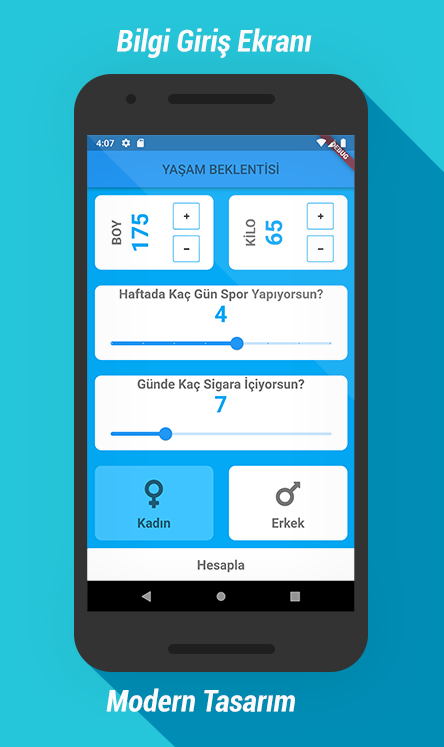 Bilgi Giriş Ekranı
4:07
DEBUG
YAŞAM BEKLENTİSİ
BOY
175
+
-
KİLO
65
+
-
Haftada Kaç Gün Spor Yapıyorsun?
4
Günde Kaç Sigara İçiyorsun?
7
Kadın
Erkek
Hesapla
Modern Tasarım